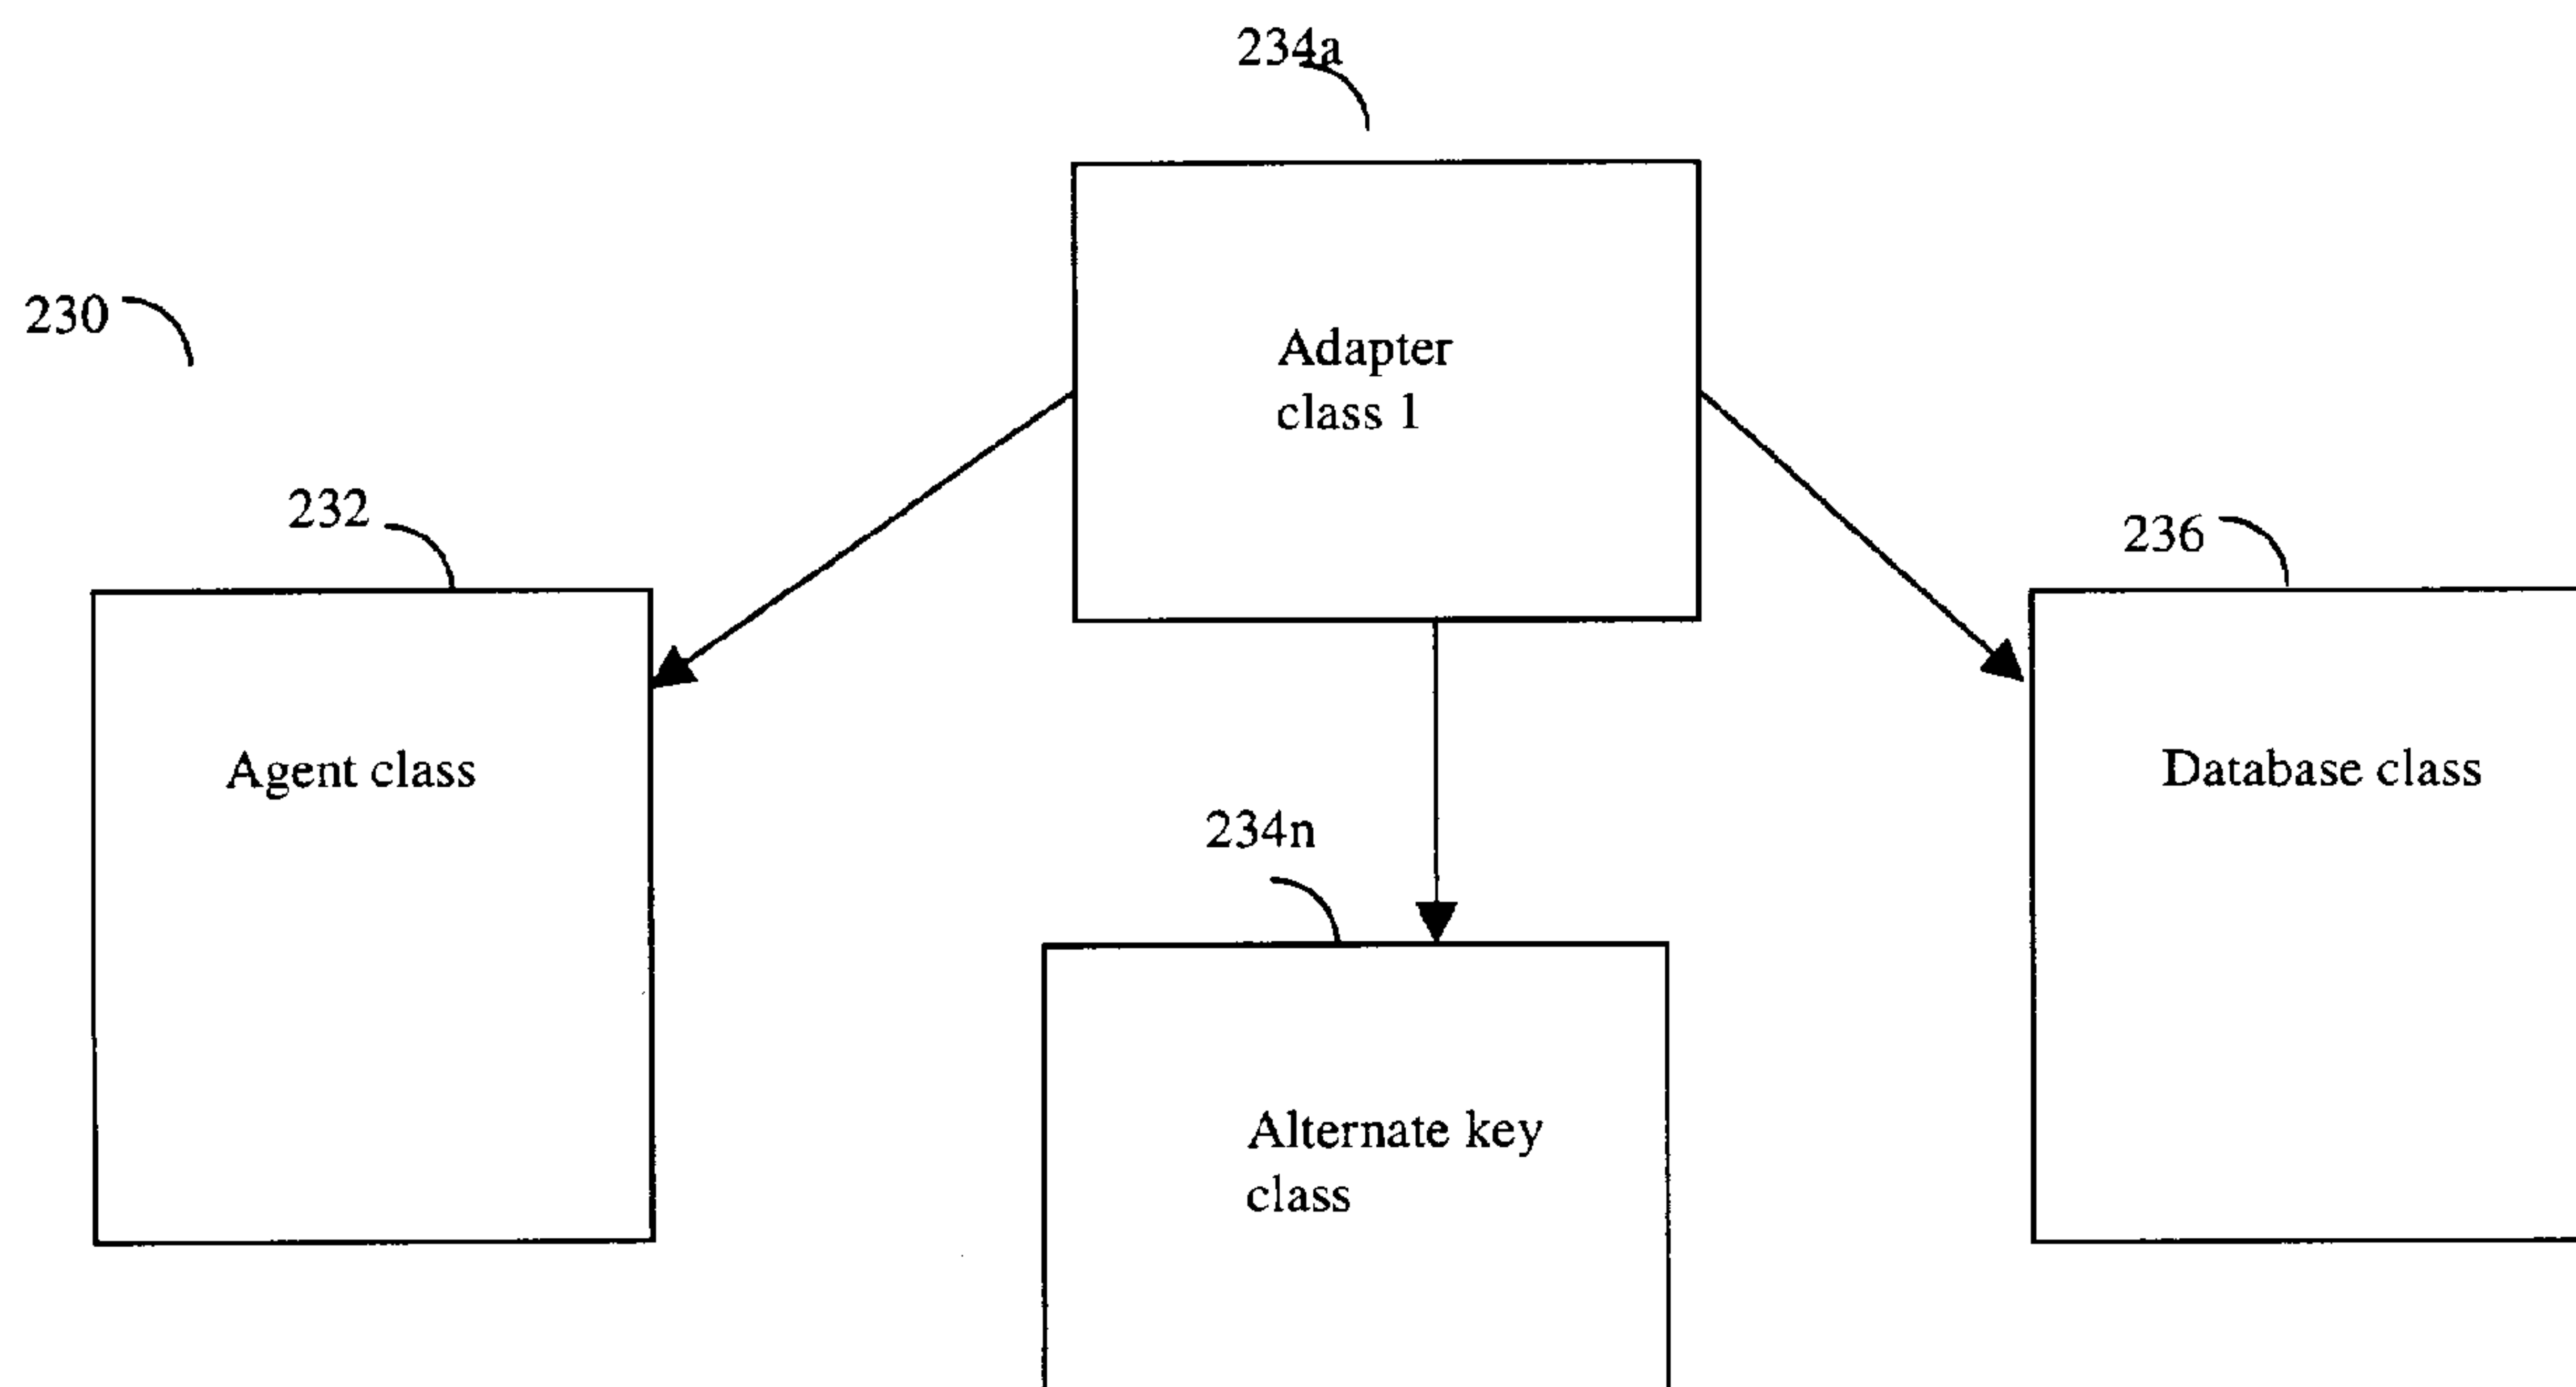 234a
Adapter
class 1
230
232
236
Agent class
Database class
234n
Alternate key
class